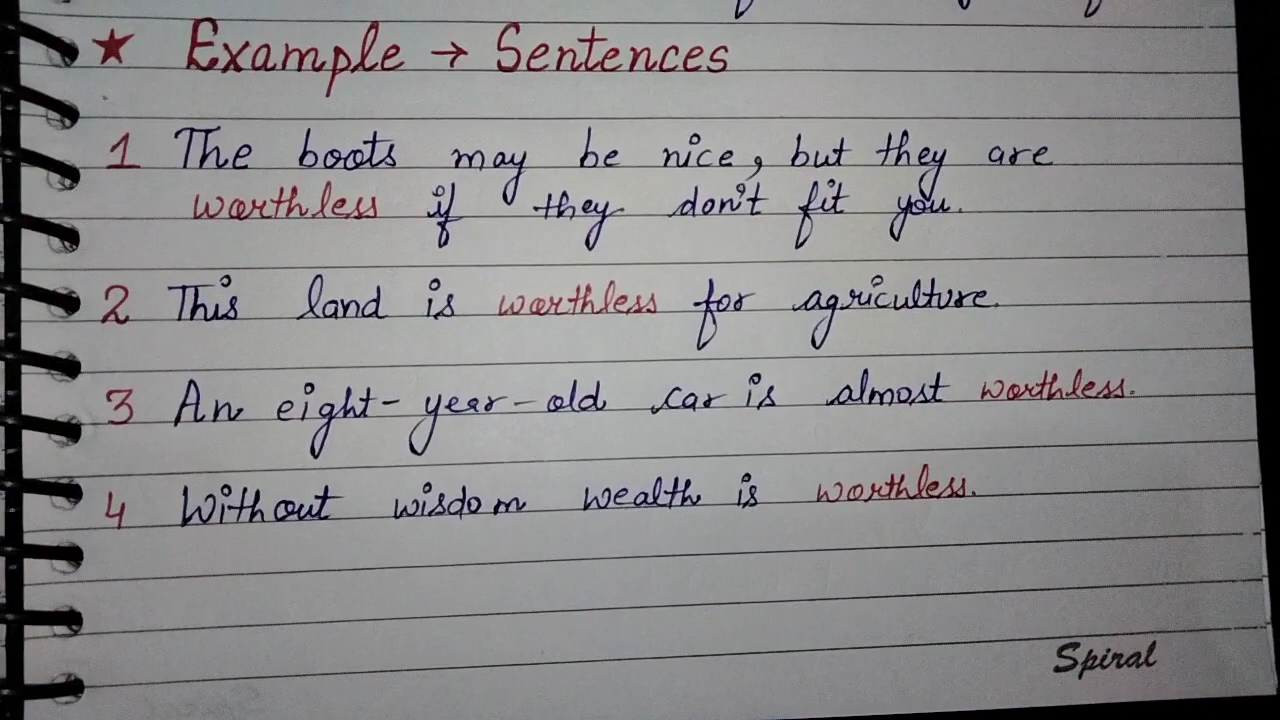 ★ Example → Sentences
1 The boots may be nice, but they are
worthless if they don't fit you.
2 This land is worthless for agriculture.
3 An eight-year-old car is almost worthless.
4 Without wisdom wealth is worthless.
Spiral